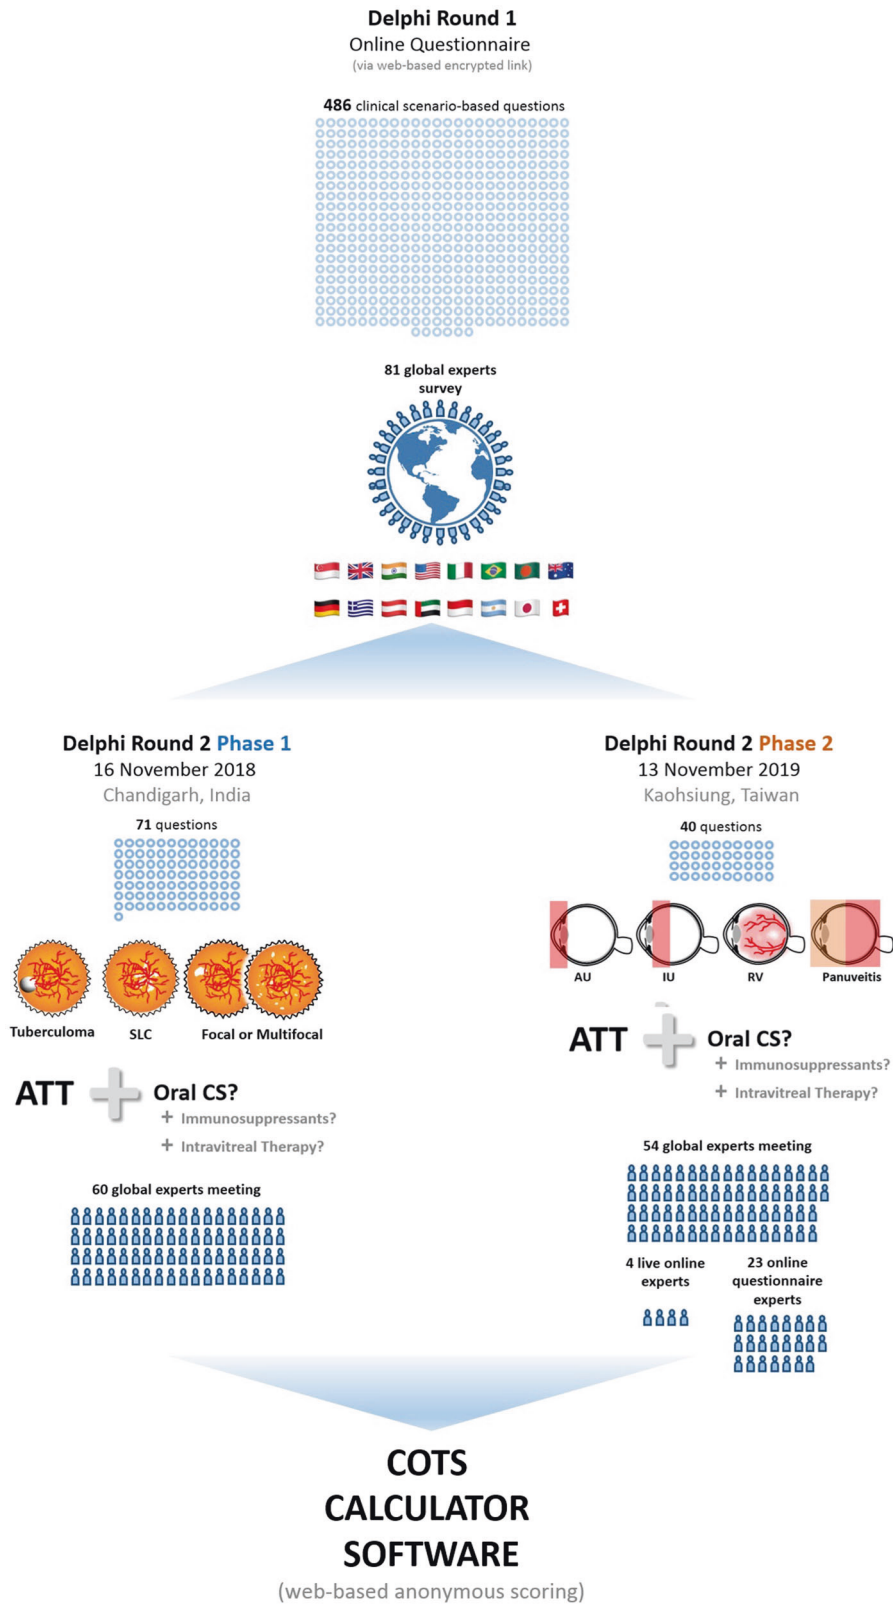 Delphi Round 1
Online Questionnaire
(via web-based encrypted link)
486 clinical scenario-based questions
81 global experts
survey
Delphi Round 2 Phase 1
16 November 2018
Chandigarh, India
71 questions
Tuberculoma
SLC
Focal or Multifocal
ATT
Oral CS?
+ Immunosuppressants?
+ Intravitreal Therapy?
60 global experts meeting
Delphi Round 2 Phase 2
13 November 2019
Kaohsiung, Taiwan
40 questions
AU
IU
RV
Panuveitis
ATT
Oral CS?
+ Immunosuppressants?
+ Intravitreal Therapy?
54 global experts meeting
4 live online
experts
23 online
questionnaire
experts
COTS
CALCULATOR
SOFTWARE
(web-based anonymous scoring)